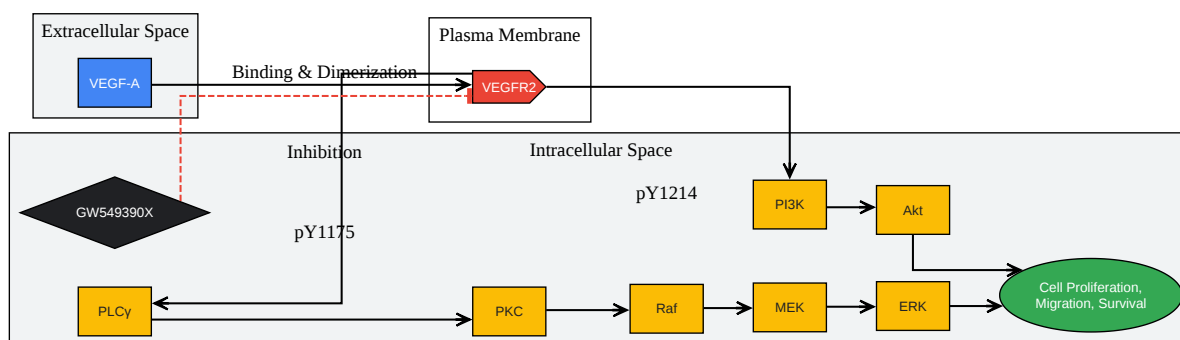 Extracellular Space
Plasma Membrane
VEGF-A
Binding & Dimerization
VEGFR2
Inhibition
Intracellular Space
GW549390X
pY1214
PI3K
Akt
pY1175
PLCγ
PKC
Raf
MEK
ERK
Cell Proliferation,
Migration, Survival